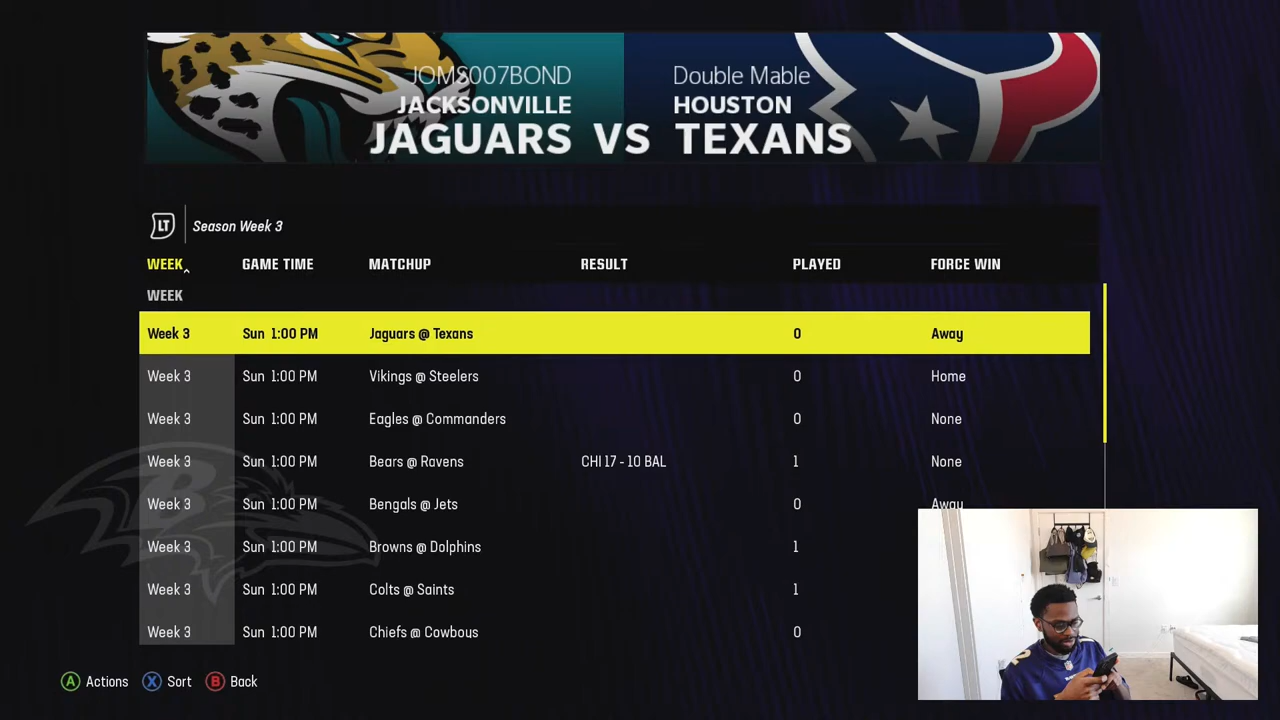 JOMS007BOND Double Mable
JACKSONVILLE HOUSTON
JAGUARS VS TEXANS
LT Season Week 3
WEEK GAME TIME MATCHUP RESULT PLAYED FORCE WIN
WEEK
Week 3 Sun 1:00 PM Jaguars @ Texans 0 Away
Week 3 Sun 1:00 PM Vikings @ Steelers 0 Home
Week 3 Sun 1:00 PM Eagles @ Commanders 0 None
Week 3 Sun 1:00 PM Bears @ Ravens CHI 17 - 10 BAL 1 None
Week 3 Sun 1:00 PM Bengals @ Jets 0 Away
Week 3 Sun 1:00 PM Browns @ Dolphins 1
Week 3 Sun 1:00 PM Colts @ Saints 1
Week 3 Sun 1:00 PM Chiefs @ Cowboys 0
A Actions X Sort B Back